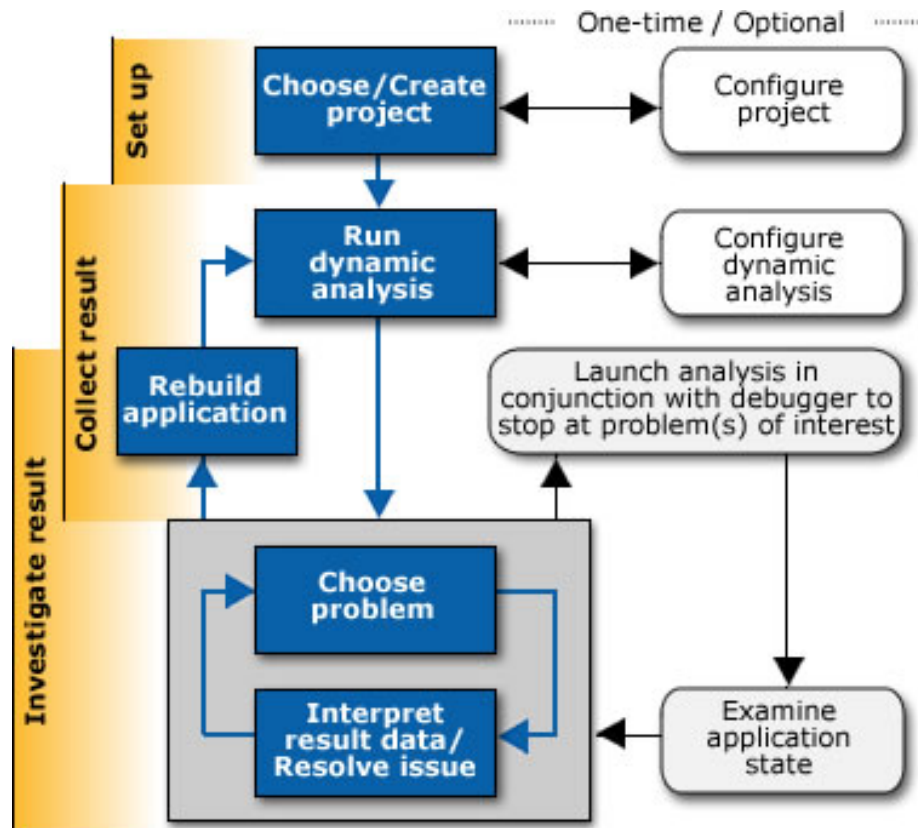 One-time / Optional
Set up
Choose/Create
project
Configure
project
Collect result
Run
dynamic
analysis
Configure
dynamic
analysis
Rebuild
application
Launch analysis in
conjunction with debugger to
stop at problem(s) of interest
Investigate result
Choose
problem
Interpret
result data/
Resolve issue
Examine
application
state